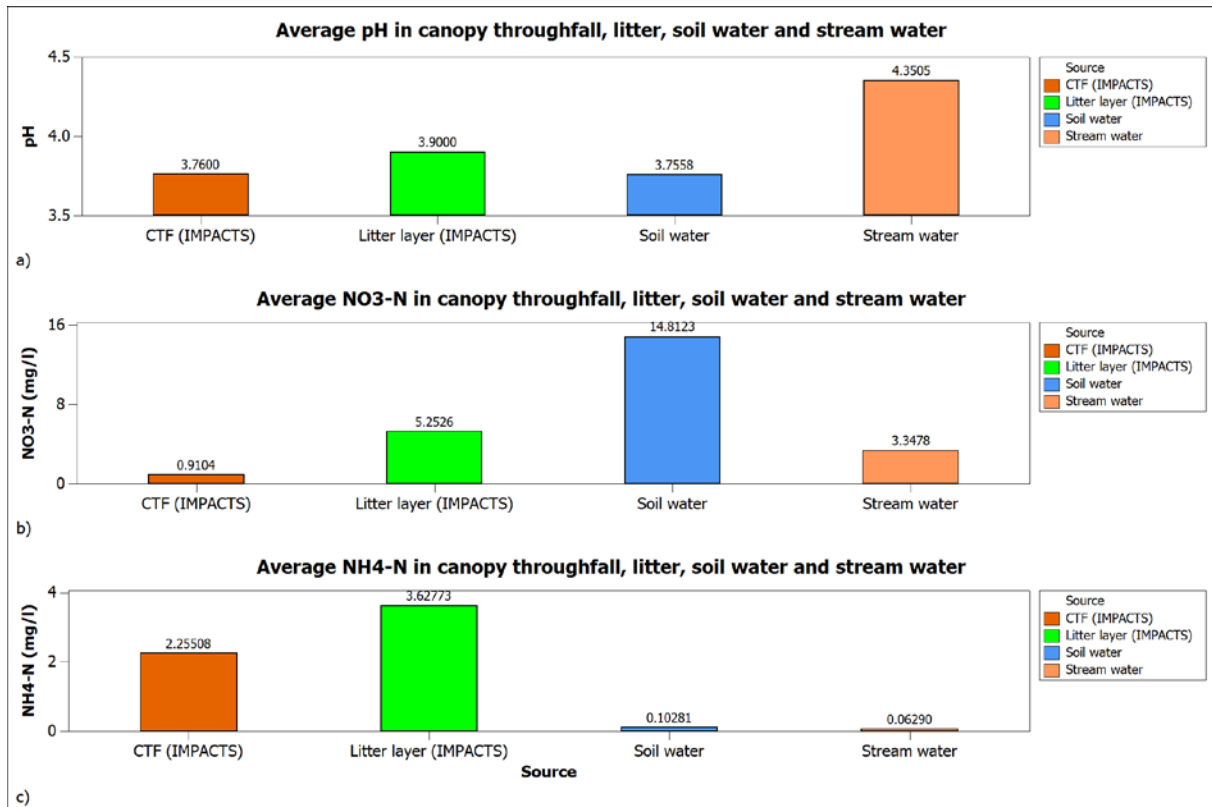 Average pH in canopy throughfall, litter, soil water and stream water
4.5
4.0
3.5
pH
3.7600
3.9000
3.7558
4.3505
CTF (IMPACTS)
Litter layer (IMPACTS)
Soil water
Stream water
Source
CTF (IMPACTS)
Litter layer (IMPACTS)
Soil water
Stream water
a)
Average NO3-N in canopy throughfall, litter, soil water and stream water
16
8
0
NO3-N (mg/l)
0.9104
5.2526
14.8123
3.3478
CTF (IMPACTS)
Litter layer (IMPACTS)
Soil water
Stream water
Source
CTF (IMPACTS)
Litter layer (IMPACTS)
Soil water
Stream water
b)
Average NH4-N in canopy throughfall, litter, soil water and stream water
4
2
0
NH4-N (mg/l)
2.25508
3.62773
0.10281
0.06290
CTF (IMPACTS)
Litter layer (IMPACTS)
Soil water
Stream water
Source
Source
CTF (IMPACTS)
Litter layer (IMPACTS)
Soil water
Stream water
c)